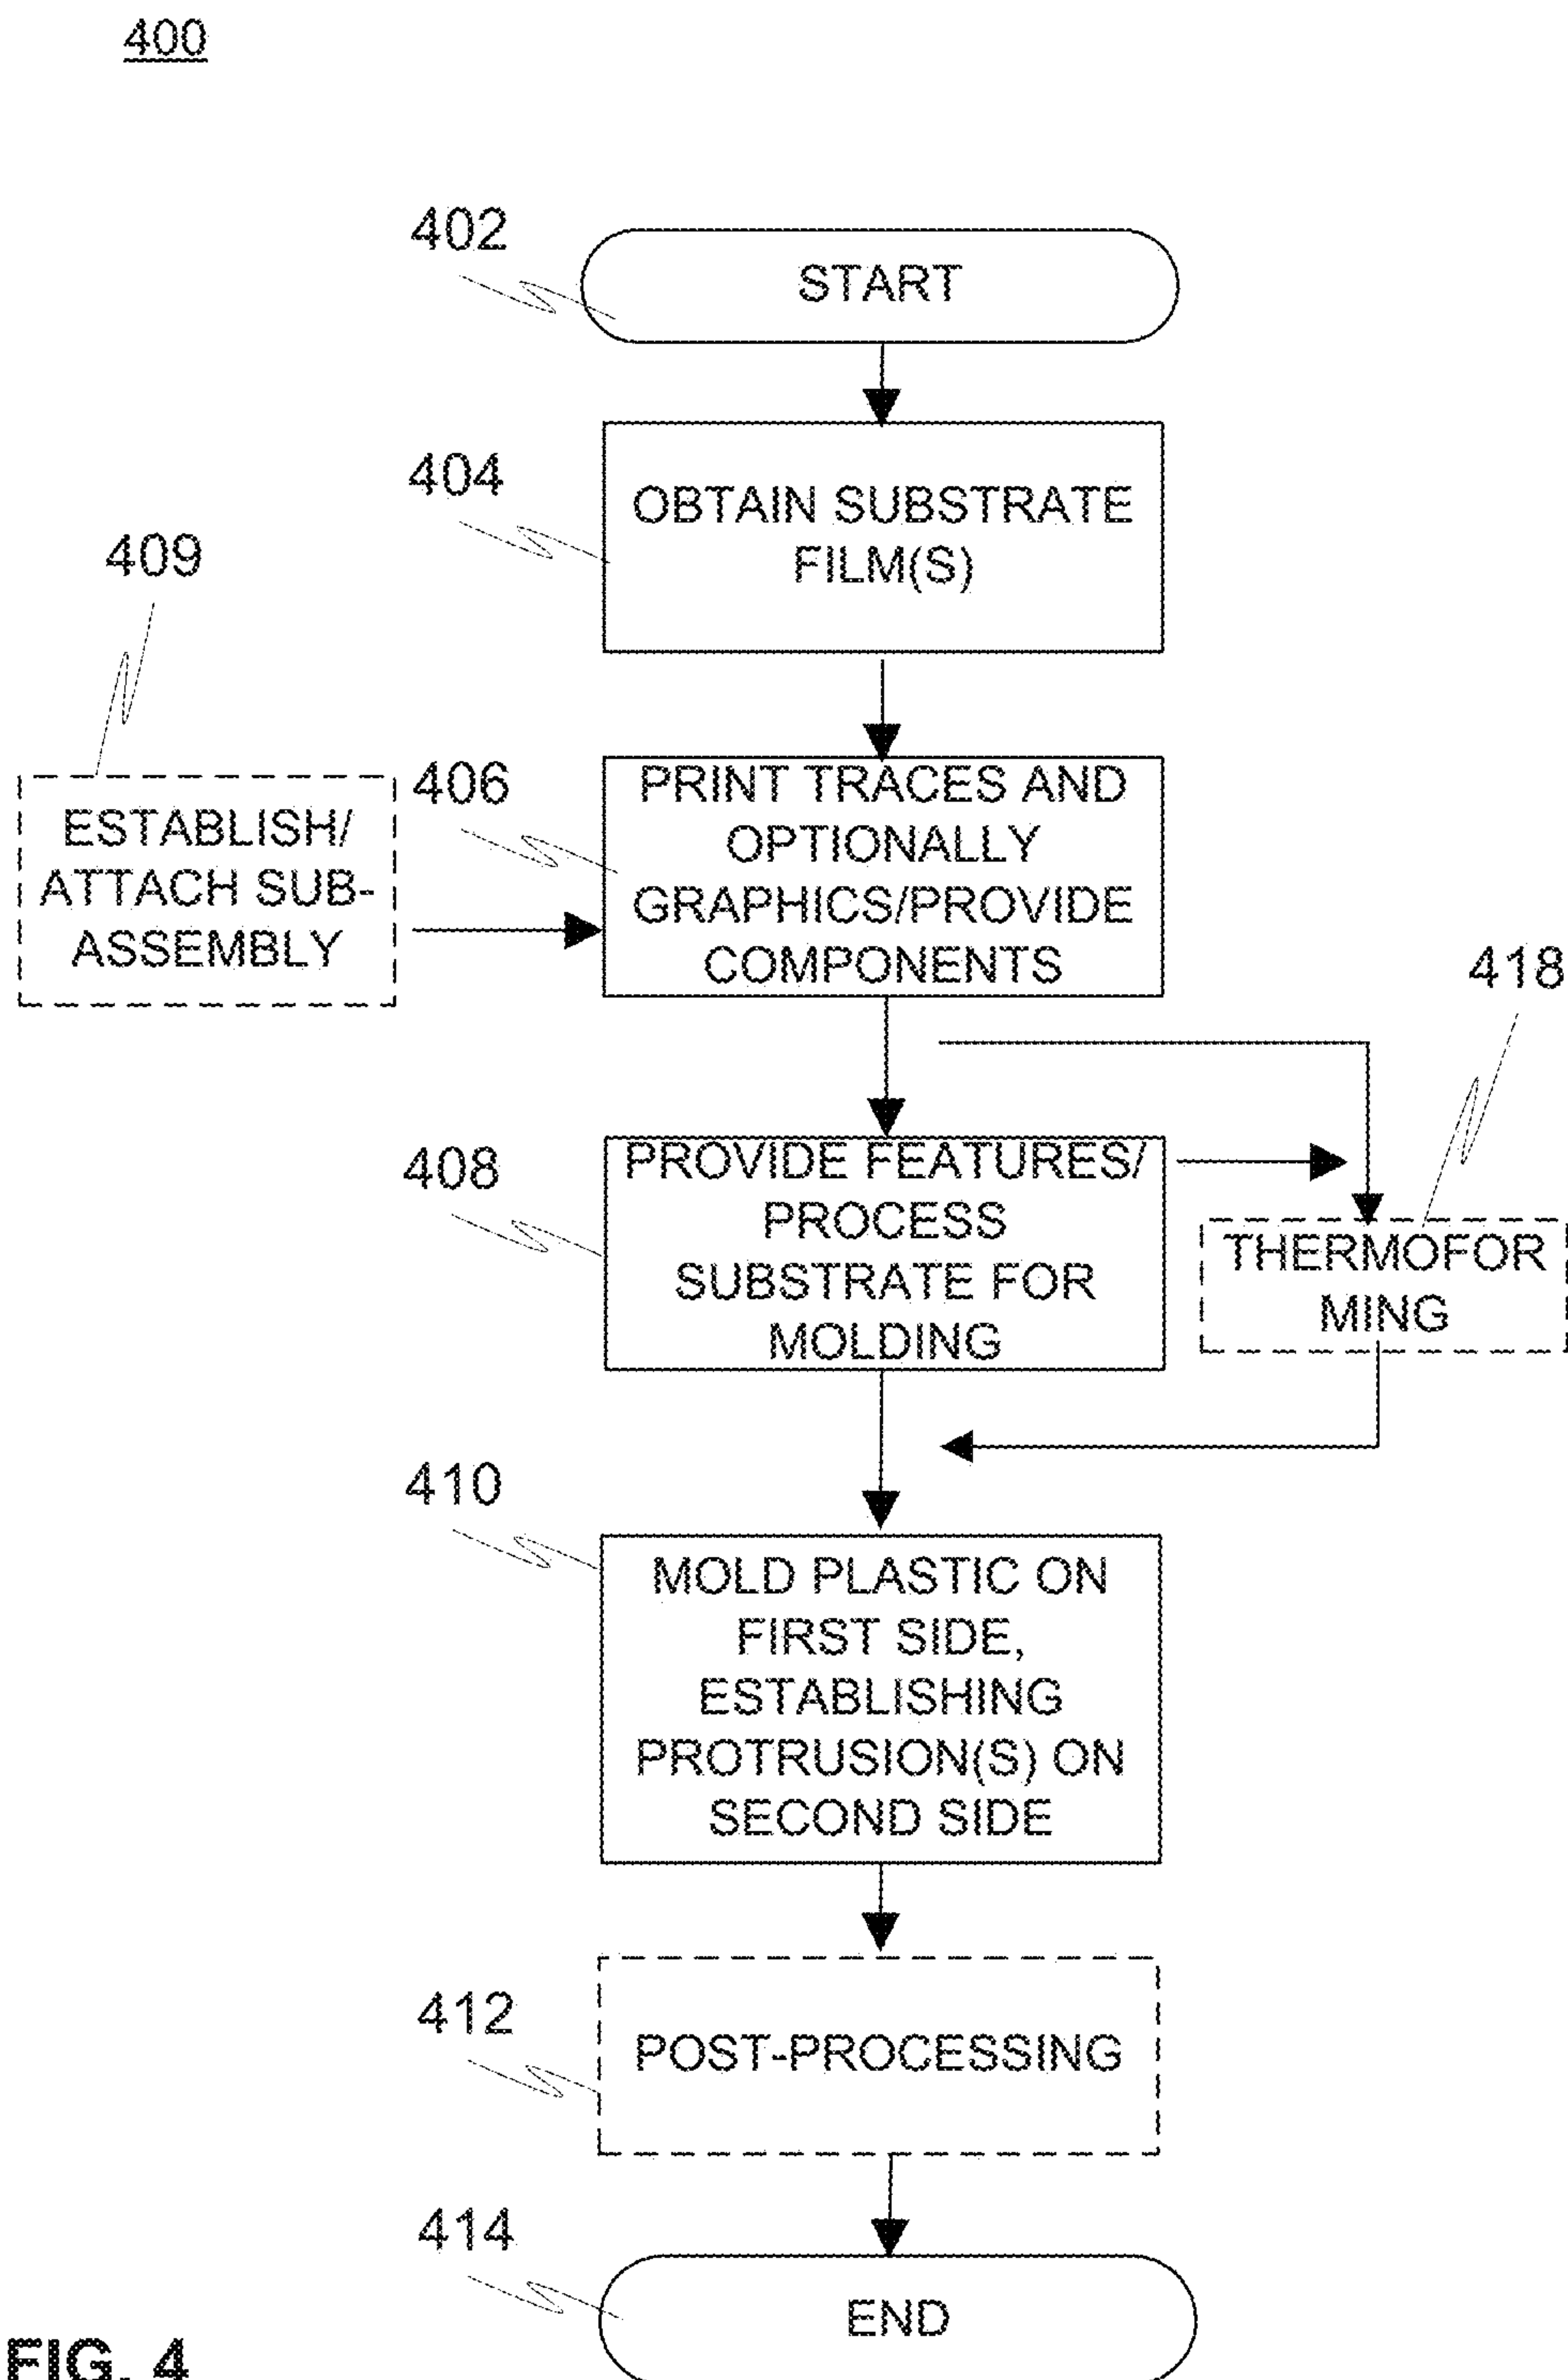 400
402
START
404
OBTAIN SUBSTRATE
FILM(S)
409
ESTABLISH/
ATTACH SUB-
ASSEMBLY
406
PRINT TRACES AND
OPTIONALLY
GRAPHICS/PROVIDE
COMPONENTS
418
408
PROVIDE FEATURES/
PROCESS
SUBSTRATE FOR
MOLDING
THERMOFOR
MING
410
MOLD PLASTIC ON
FIRST SIDE,
ESTABLISHING
PROTRUSION(S) ON
SECOND SIDE
412
POST-PROCESSING
414
END
FIG. 4